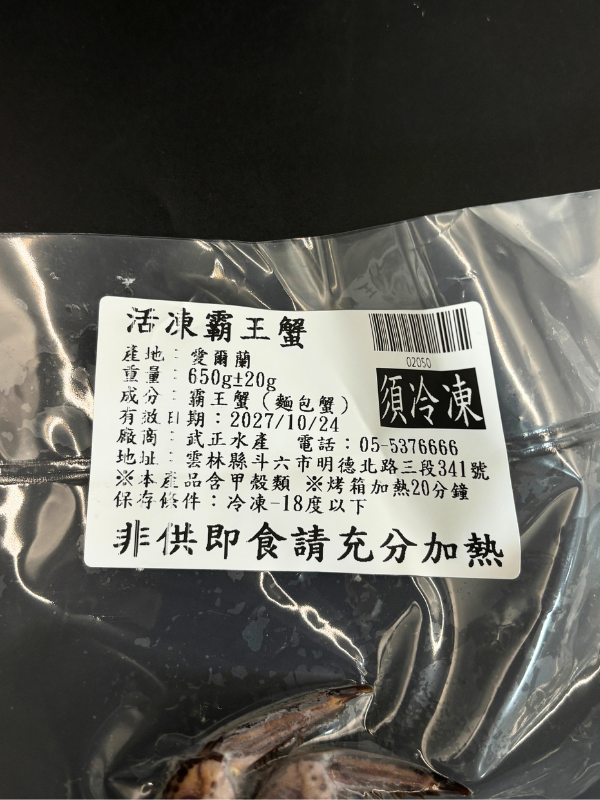 活凍霸王蟹
02050
須冷凍
產地：愛爾蘭
重量：650g±20g
成分：霸王蟹（麵包蟹）
有效日期：2027/10/24
廠商：武正水產 電話：05-5376666
地址：雲林縣斗六市明德北路三段341號
※本產品含甲殼類 ※烤箱加熱20分鐘
保存條件：冷凍-18度以下
非供即食請充分加熱